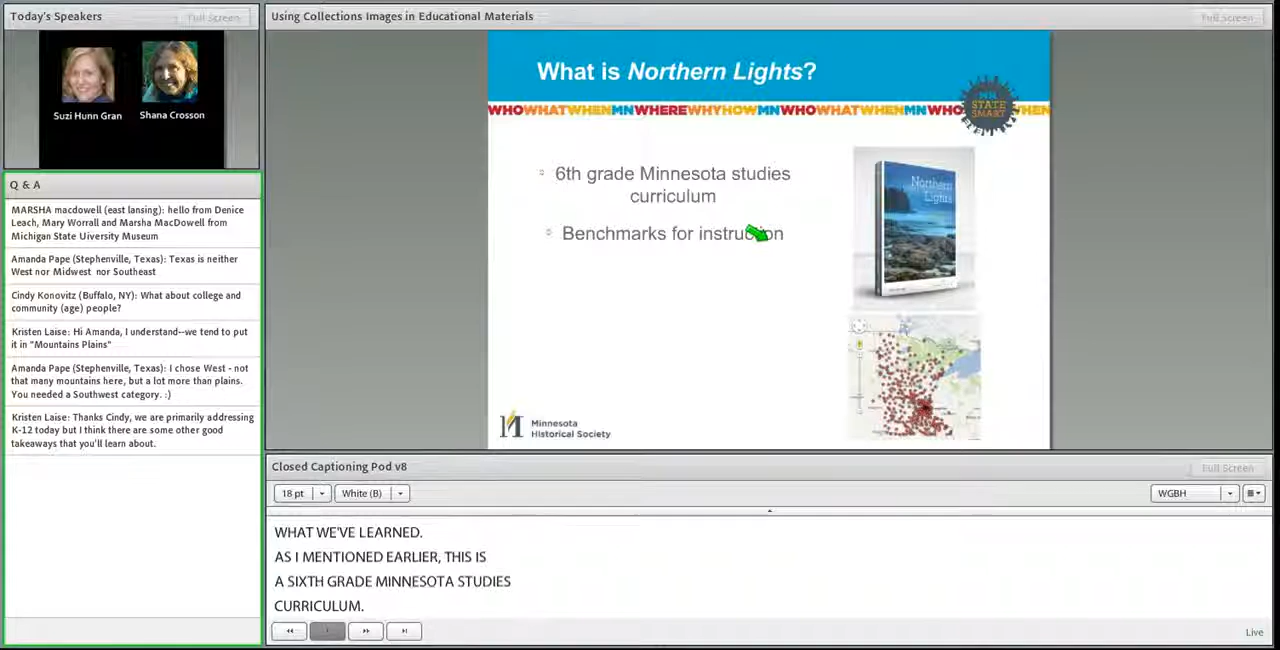 Today's Speakers
Full Screen
Suzi Hunn Gran
Shana Crosson
Q & A
MARSHA macdowell (east lansing): hello from Denice
Leach, Mary Worrall and Marsha MacDowell from
Michigan State Uiversity Museum
Amanda Pape (Stephenville, Texas): Texas is neither
West nor Midwest  nor Southeast
Cindy Konovitz (Buffalo, NY): What about college and
community (age) people?
Kristen Laise: Hi Amanda, I understand--we tend to put
it in "Mountains Plains"
Amanda Pape (Stephenville, Texas): I chose West - not
that many mountains here, but a lot more than plains.
You needed a Southwest category. :)
Kristen Laise: Thanks Cindy, we are primarily addressing
K-12 today but I think there are some other good
takeaways that you'll learn about.
Using Collections Images in Educational Materials
Full Screen
What is Northern Lights?
WHOWHATWHENMNWHEREWHYHOWMNWHOWHATWHENMNWHO
HEN
MN
STATE
SMART
6th grade Minnesota studies
curriculum
Benchmarks for instruction
Northern
Lights
Minnesota
Historical Society
Closed Captioning Pod v8
Full Screen
18 pt
White (B)
WGBH
WHAT WE'VE LEARNED.
AS I MENTIONED EARLIER, THIS IS
A SIXTH GRADE MINNESOTA STUDIES
CURRICULUM.
Live